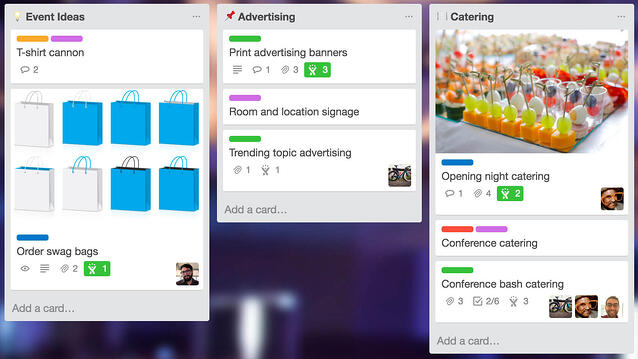 Event Ideas
T-shirt cannon
2
Order swag bags
2
1
Add a card…
Advertising
Print advertising banners
1
3
3
Room and location signage
Trending topic advertising
1
1
Add a card…
Catering
Opening night catering
1
4
2
Conference catering
Conference bash catering
3
2/6
3
Add a card…